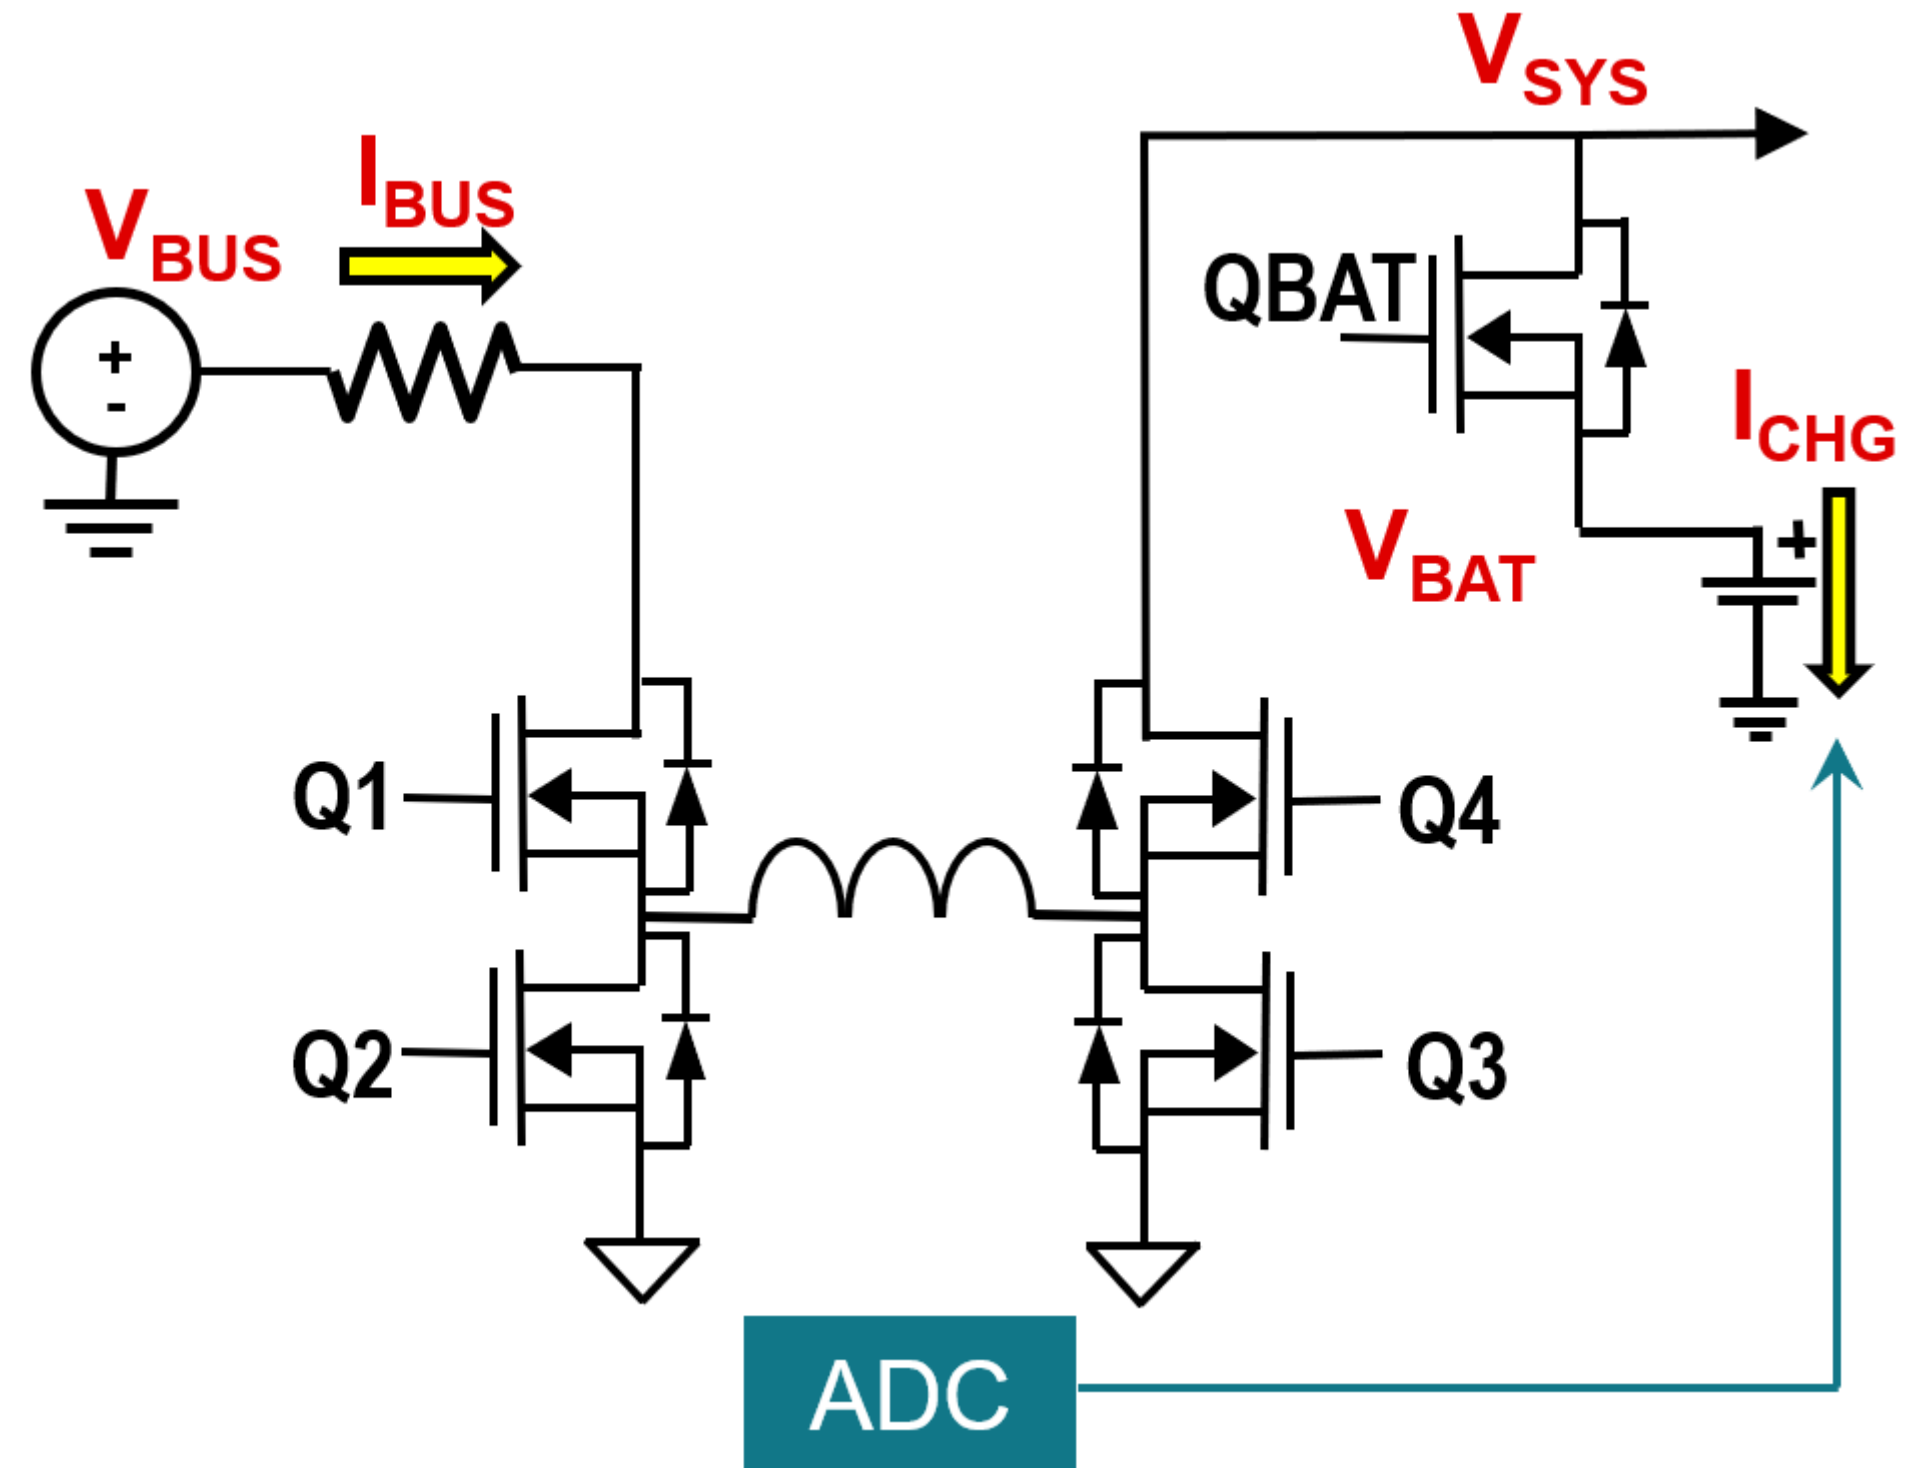 VSYS
IBUS
VBUS
QBAT
+
-
ICHG
VBAT
+
Q1
Q4
Q2
Q3
ADC